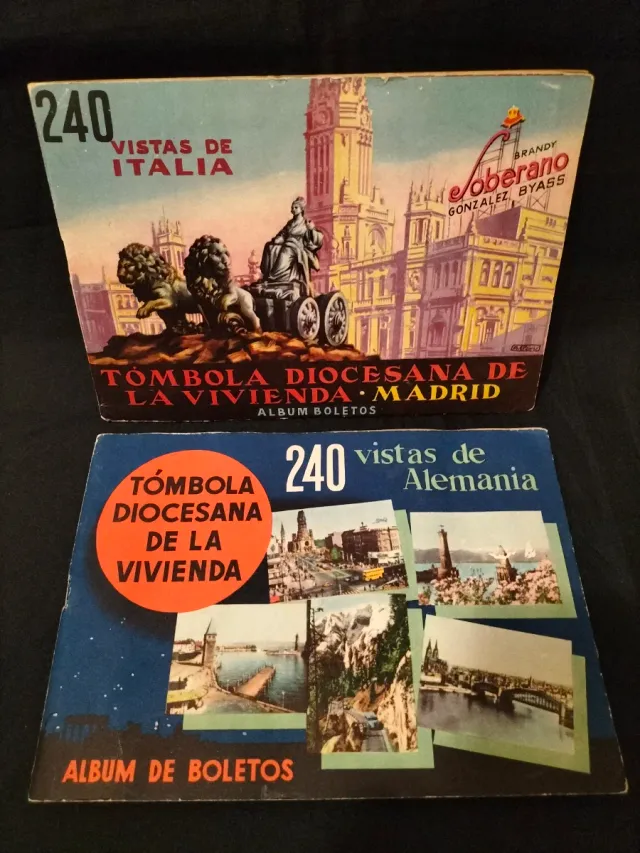 240
VISTAS DE
ITALIA
BRANDY
Soberano
GONZALEZ BYASS
TÓMBOLA DIOCESANA DE
LA VIVIENDA · MADRID
ALBUM BOLETOS
TÓMBOLA
DIOCESANA
DE LA
VIVIENDA
240 vistas de
Alemania
ALBUM DE BOLETOS